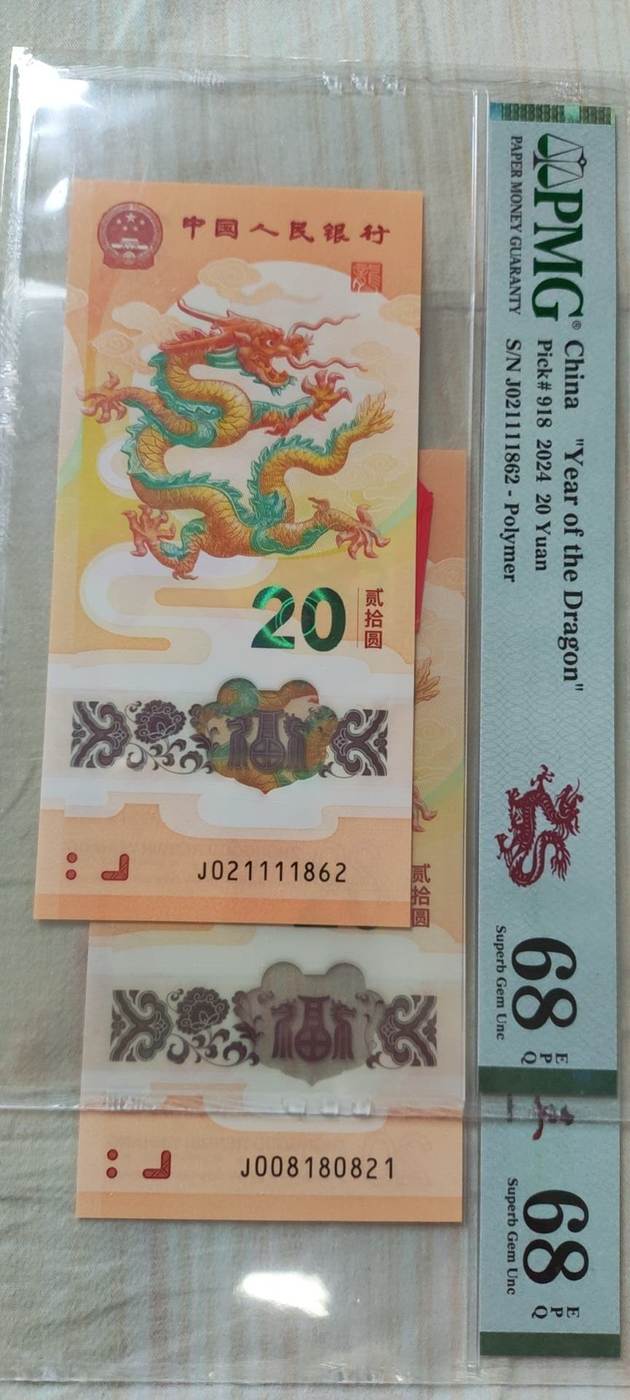 中国人民银行
龍
20
贰拾圆
福
J021111862
PMG®
PAPER MONEY GUARANTY
China "Year of the Dragon"
Pick# 918 2024 20 Yuan
S/N J021111862 - Polymer
68
EPQ
Superb Gem Unc
贰拾圆
福
J008180821
68
EPQ
Superb Gem Unc